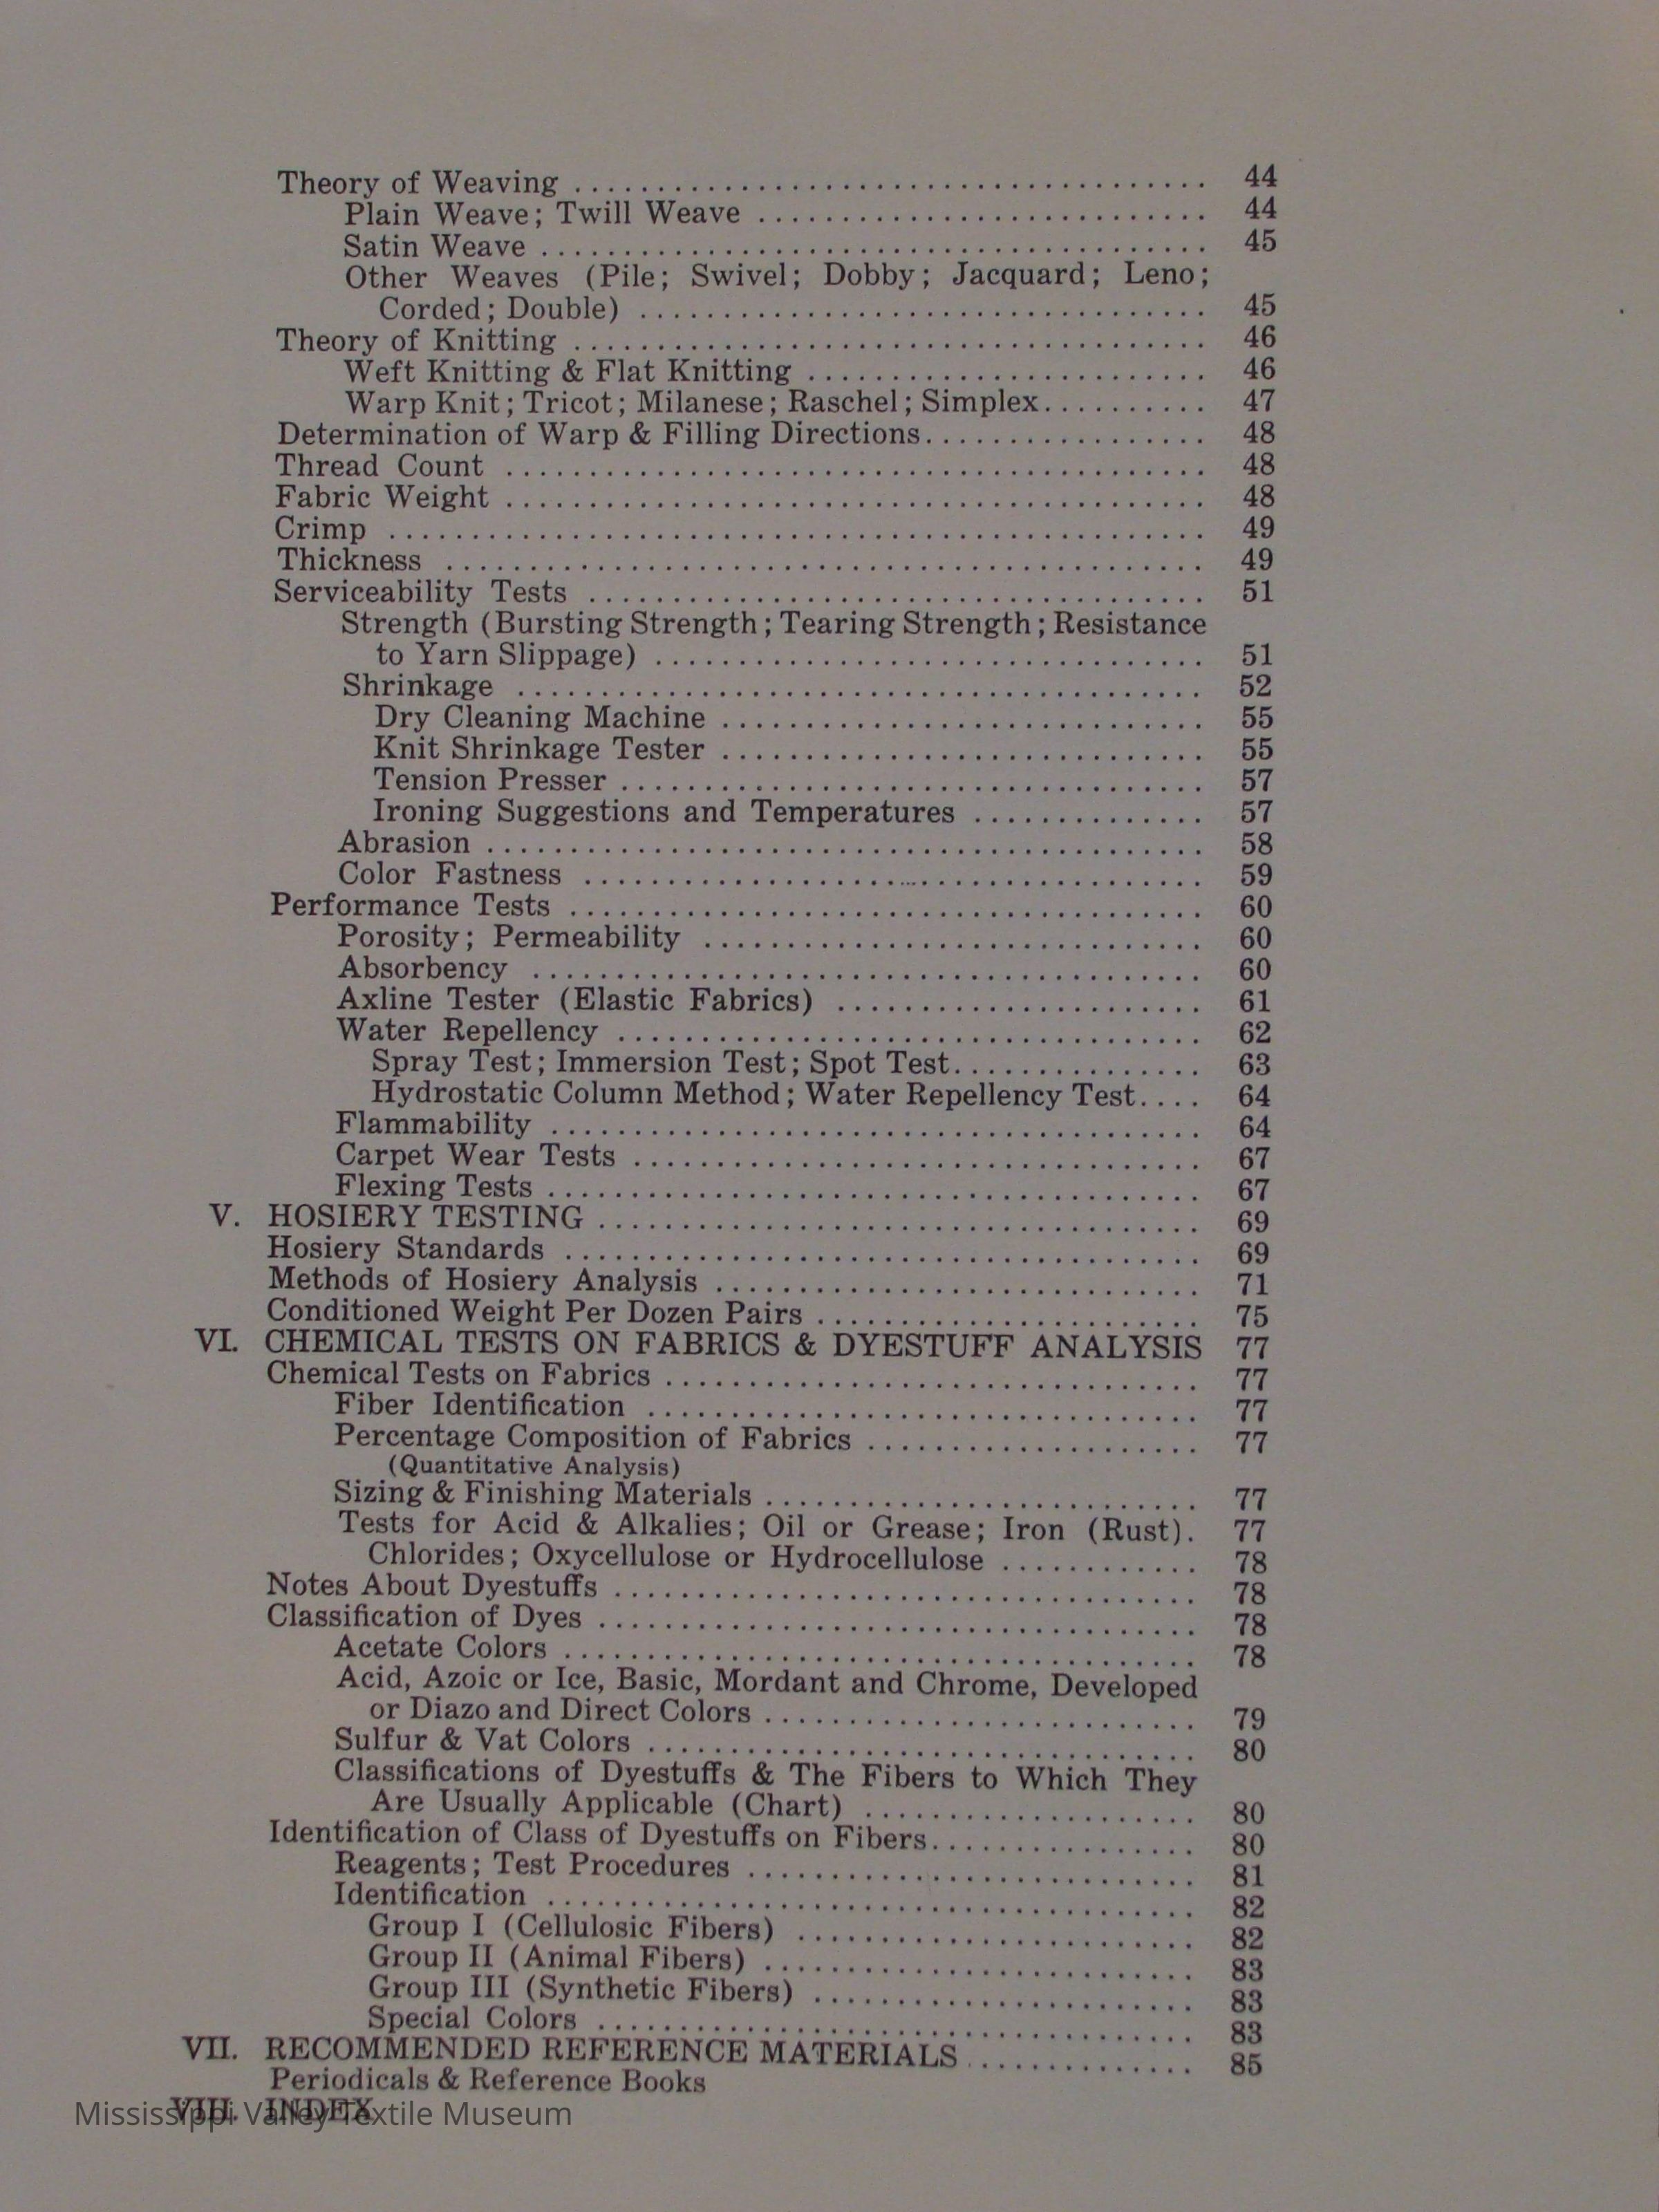 Theory of Weaving ...................................... 44
Plain Weave; Twill Weave ........................... 44
Satin Weave ........................................ 45
Other Weaves (Pile; Swivel; Dobby; Jacquard; Leno;
Corded; Double) .................................. 45
Theory of Knitting ...................................... 46
Weft Knitting & Flat Knitting ........................ 46
Warp Knit; Tricot; Milanese; Raschel; Simplex.......... 47
Determination of Warp & Filling Directions................. 48
Thread Count .......................................... 48
Fabric Weight .......................................... 48
Crimp ................................................. 49
Thickness .............................................. 49
Serviceability Tests ..................................... 51
Strength (Bursting Strength; Tearing Strength; Resistance
to Yarn Slippage) ................................. 51
Shrinkage .......................................... 52
Dry Cleaning Machine ............................. 55
Knit Shrinkage Tester ............................. 55
Tension Presser ................................... 57
Ironing Suggestions and Temperatures .............. 57
Abrasion ........................................... 58
Color Fastness ..................................... 59
Performance Tests ...................................... 60
Porosity; Permeability .............................. 60
Absorbency ......................................... 60
Axline Tester (Elastic Fabrics) ...................... 61
Water Repellency ................................... 62
Spray Test; Immersion Test; Spot Test............... 63
Hydrostatic Column Method; Water Repellency Test.... 64
Flammability ....................................... 64
Carpet Wear Tests .................................. 67
Flexing Tests ....................................... 67
V. HOSIERY TESTING .................................... 69
Hosiery Standards ...................................... 69
Methods of Hosiery Analysis ............................. 71
Conditioned Weight Per Dozen Pairs ....................... 75
VI. CHEMICAL TESTS ON FABRICS & DYESTUFF ANALYSIS 77
Chemical Tests on Fabrics ................................ 77
Fiber Identification ................................. 77
Percentage Composition of Fabrics .................... 77
(Quantitative Analysis)
Sizing & Finishing Materials .......................... 77
Tests for Acid & Alkalies; Oil or Grease; Iron (Rust). 77
Chlorides; Oxycellulose or Hydrocellulose ............ 78
Notes About Dyestuffs ................................... 78
Classification of Dyes .................................... 78
Acetate Colors ...................................... 78
Acid, Azoic or Ice, Basic, Mordant and Chrome, Developed
or Diazo and Direct Colors .......................... 79
Sulfur & Vat Colors ................................. 80
Classifications of Dyestuffs & The Fibers to Which They
Are Usually Applicable (Chart) .................... 80
Identification of Class of Dyestuffs on Fibers................ 80
Reagents; Test Procedures ........................... 81
Identification ....................................... 82
Group I (Cellulosic Fibers) ........................ 82
Group II (Animal Fibers) .......................... 83
Group III (Synthetic Fibers) ....................... 83
Special Colors .................................... 83
VII. RECOMMENDED REFERENCE MATERIALS .............. 85
Periodicals & Reference Books
VIII. INDEX
Mississippi Valley Textile Museum